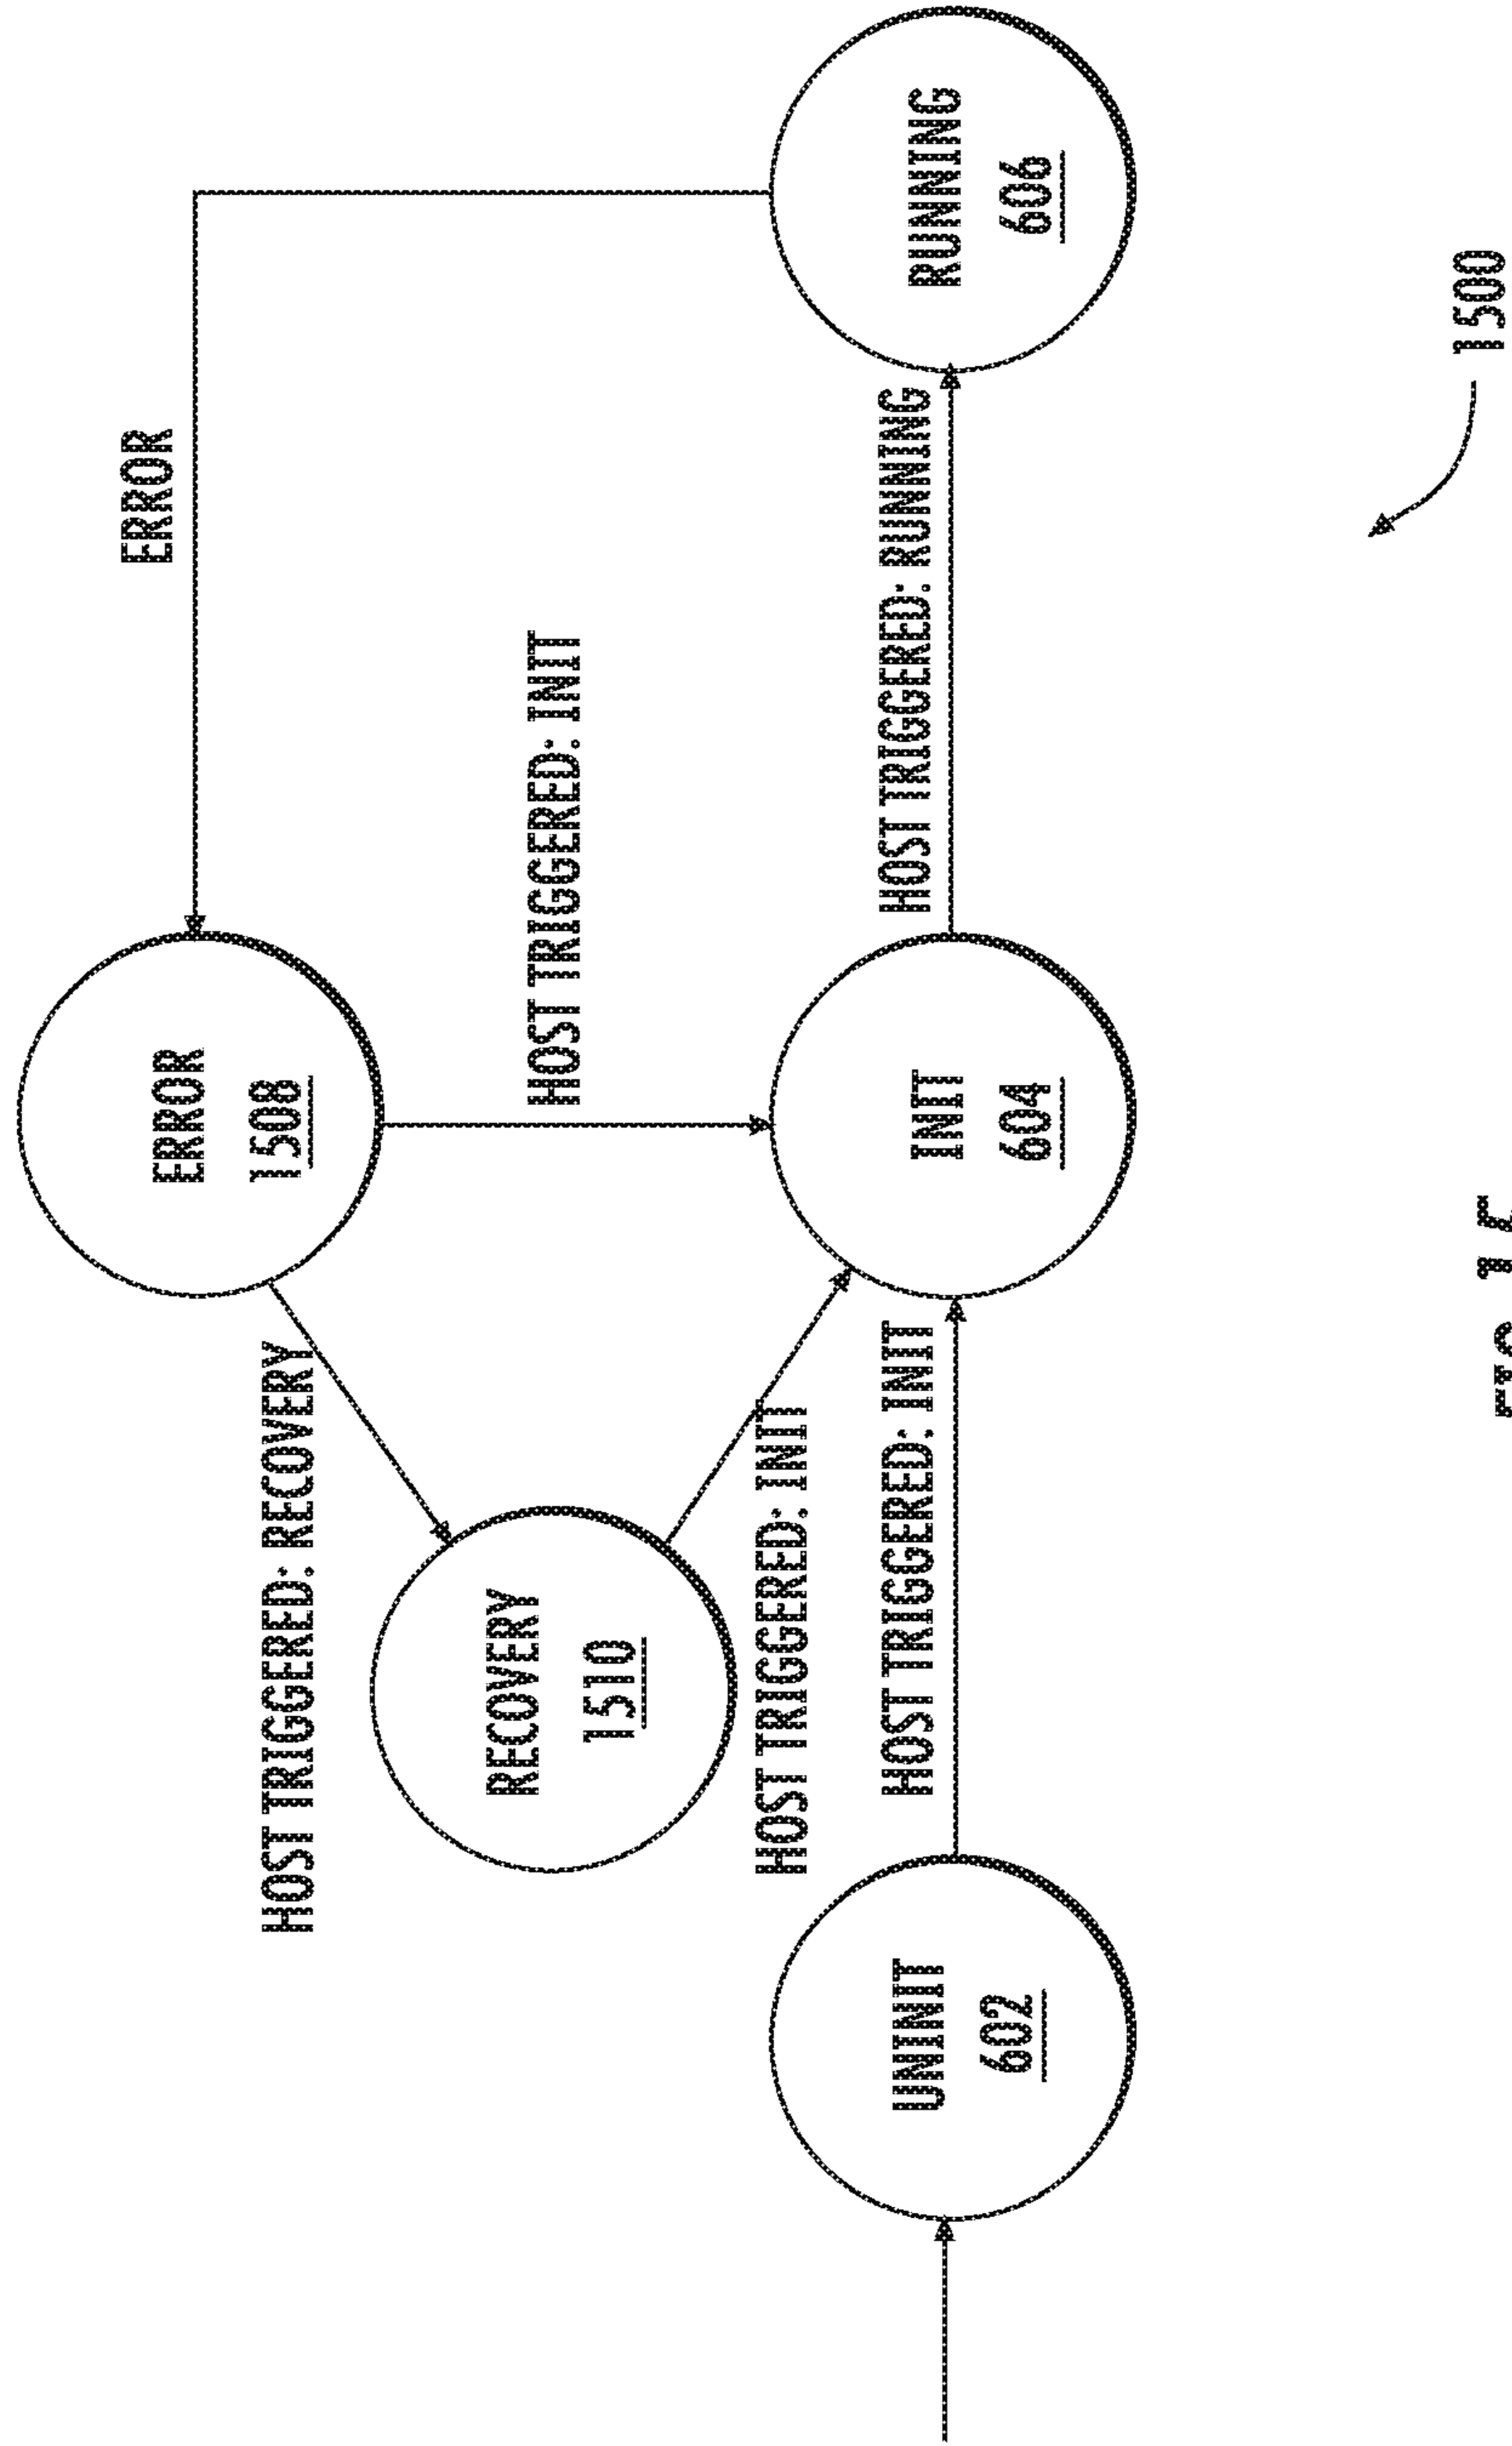 ERROR
ERROR
1508
HOST TRIGGERED: RECOVERY
HOST TRIGGERED: INIT
RECOVERY
1510
HOST TRIGGERED: INIT
HOST TRIGGERED: INIT
HOST TRIGGERED: RUNNING
UNINIT
602
INIT
604
RUNNING
606
1500